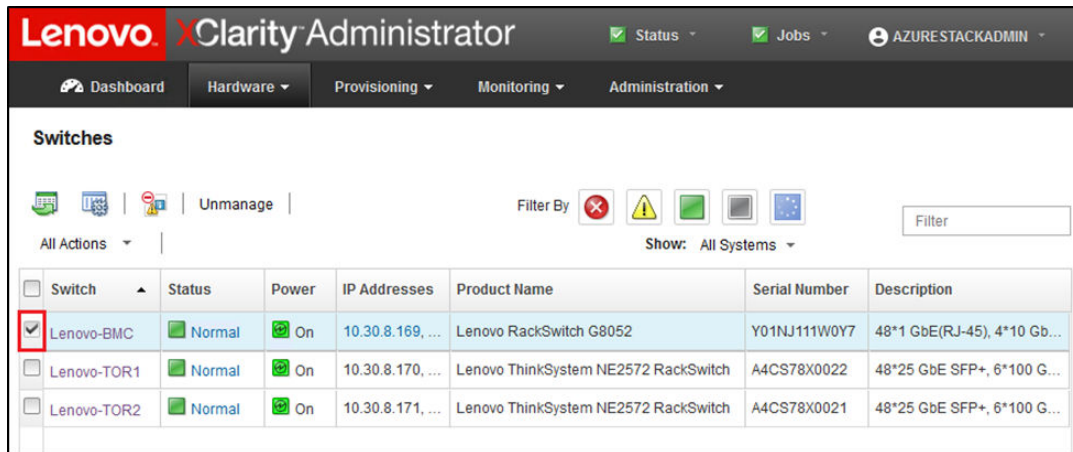 Lenovo. XClarity Administrator Status Jobs AZURESTACKADMIN
Dashboard Hardware Provisioning Monitoring Administration
Switches
Unmanage Filter By Filter
All Actions Show: All Systems
Switch Status Power IP Addresses Product Name Serial Number Description
Lenovo-BMC Normal On 10.30.8.169, ... Lenovo RackSwitch G8052 Y01NJ111W0Y7 48*1 GbE(RJ-45), 4*10 Gb...
Lenovo-TOR1 Normal On 10.30.8.170, ... Lenovo ThinkSystem NE2572 RackSwitch A4CS78X0022 48*25 GbE SFP+, 6*100 G...
Lenovo-TOR2 Normal On 10.30.8.171, ... Lenovo ThinkSystem NE2572 RackSwitch A4CS78X0021 48*25 GbE SFP+, 6*100 G...